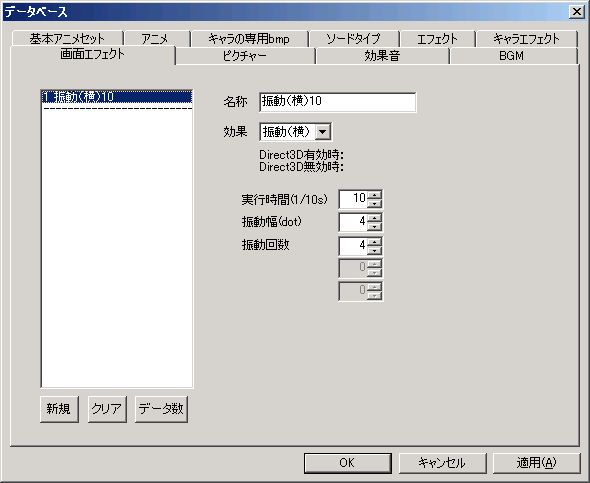 データベース
基本アニメセット アニメ キャラの専用bmp ソードタイプ エフェクト キャラエフェクト
画面エフェクト ピクチャー 効果音 BGM
1 振動(横)10
名称 振動(横)10
効果 振動(横)
Direct3D有効時:
Direct3D無効時:
実行時間(1/10s) 10
振動幅(dot) 4
振動回数 4
0
0
新規 クリア データ数
OK キャンセル 適用(A)